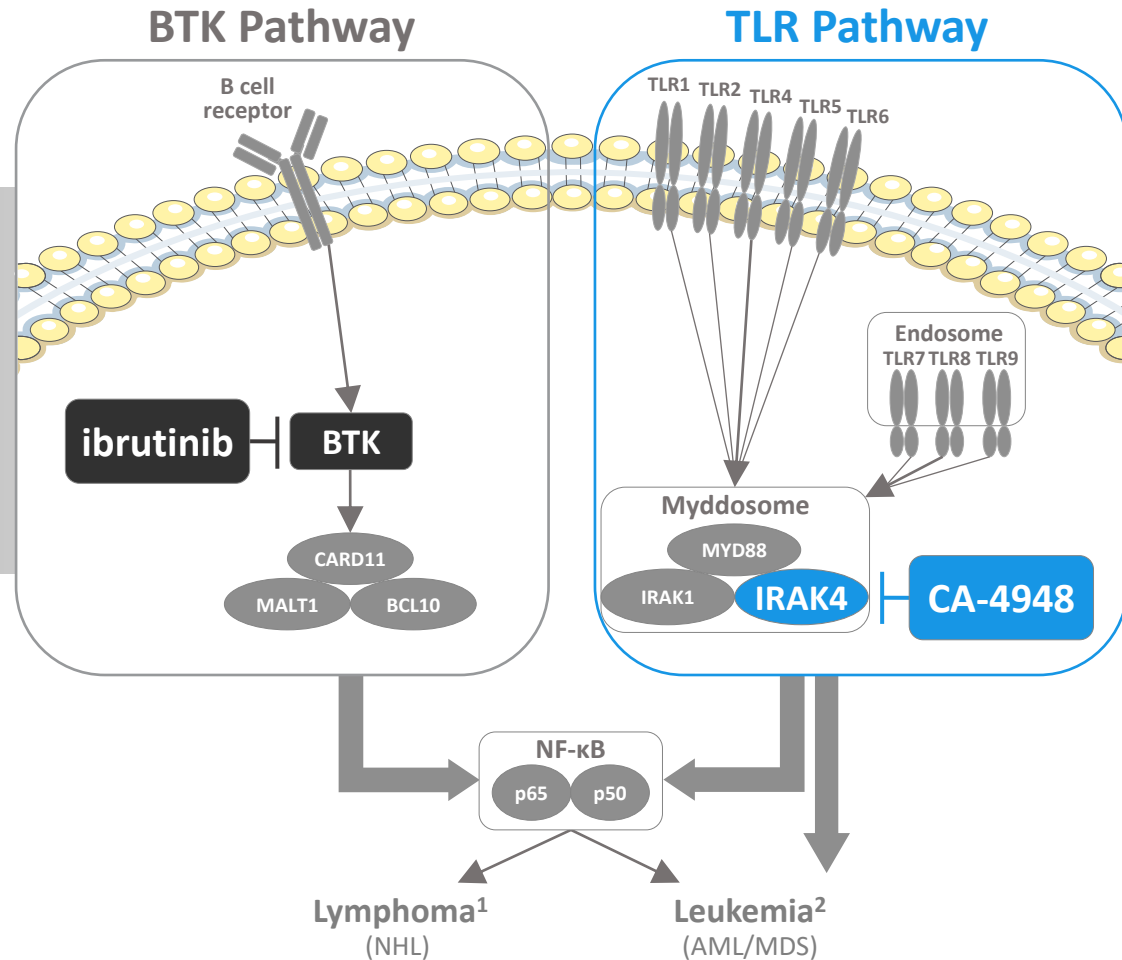 BTK Pathway
TLR Pathway
B cell
receptor
TLR1
TLR2
TLR4
TLR5
TLR6
Endosome
TLR7 TLR8 TLR9
ibrutinib
BTK
Myddosome
CARD11
MYD88
MALT1
BCL10
IRAK1
IRAK4
CA-4948
NF-κB
p65
p50
Lymphoma¹
(NHL)
Leukemia²
(AML/MDS)